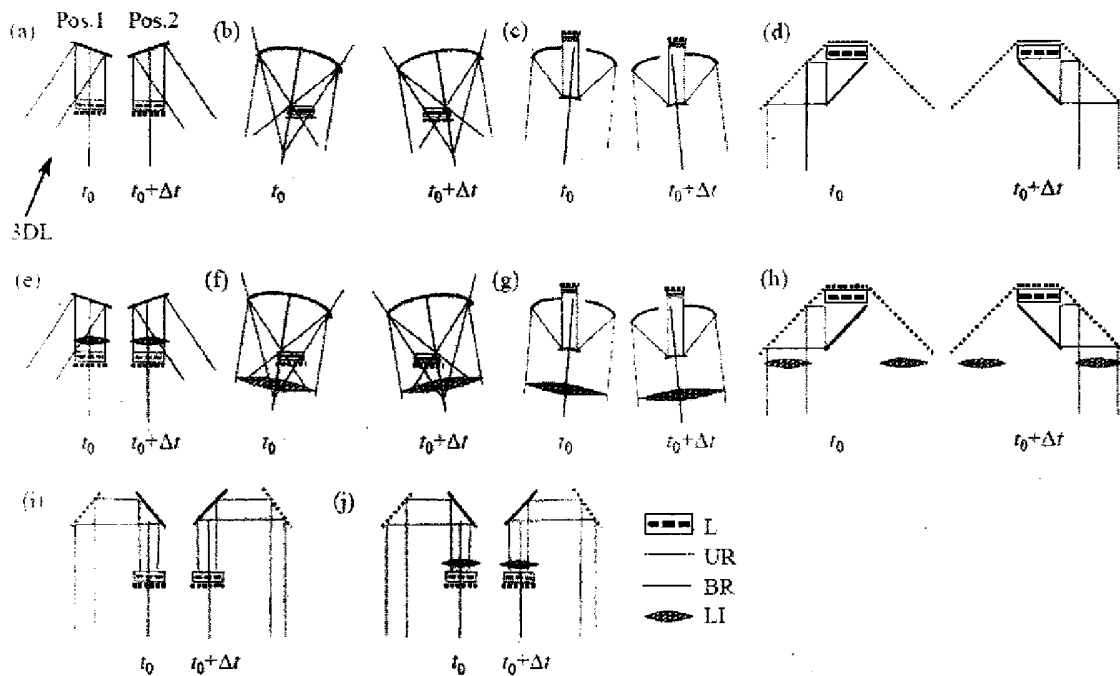 Pos.1 Pos.2
(a) (b) (c) (d)
t₀ t₀+Δt t₀ t₀+Δt t₀ t₀+Δt t₀ t₀+Δt
3DL
(e) (f) (g) (h)
t₀ t₀+Δt t₀ t₀+Δt t₀ t₀+Δt t₀ t₀+Δt
(i) (j)
L
UR
BR
LI
t₀ t₀+Δt t₀ t₀+Δt